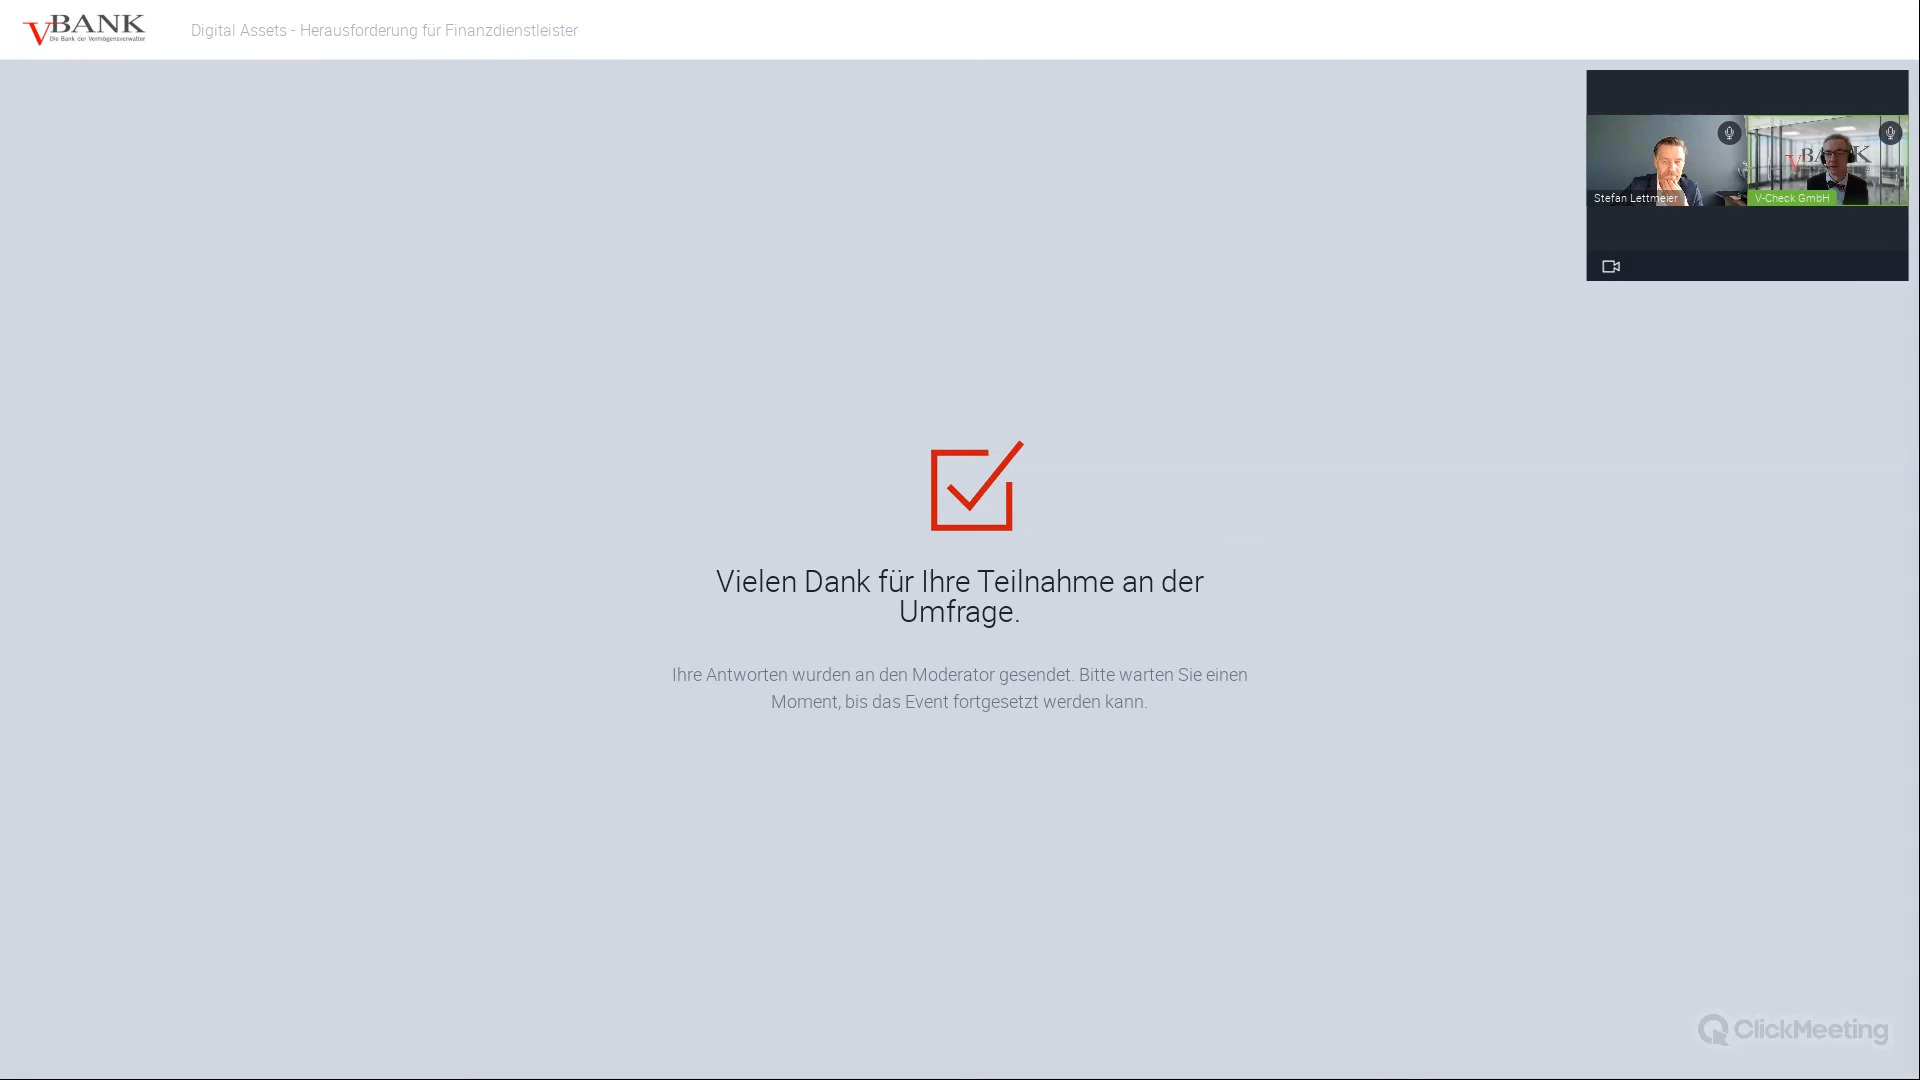 VBANK
Die Bank der Vermögensverwalter
Digital Assets - Herausforderung für Finanzdienstleister
Stefan Lettmeier
V-Check GmbH
Vielen Dank für Ihre Teilnahme an der
Umfrage.
Ihre Antworten wurden an den Moderator gesendet. Bitte warten Sie einen
Moment, bis das Event fortgesetzt werden kann.
ClickMeeting